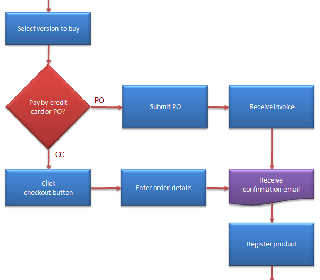 Select version to buy
Pay by credit
card or PO?
PO
Submit PO
Receive invoice
CC
Click
checkout button
Enter order details
Receive
confirmation email
Register product